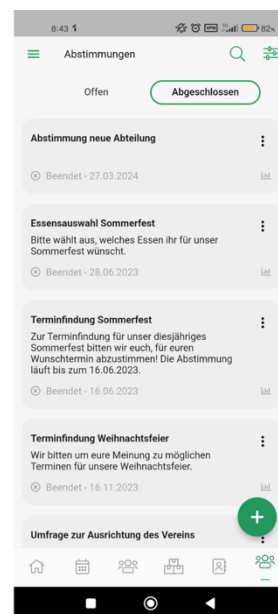 8:43
VPN
5G
82%
Abstimmungen
Offen
Abgeschlossen
Abstimmung neue Abteilung
Beendet - 27.03.2024
Essensauswahl Sommerfest
Bitte wählt aus, welches Essen ihr für unser
Sommerfest wünscht.
Beendet - 28.06.2023
Terminfindung Sommerfest
Zur Terminfindung für unser diesjähriges
Sommerfest bitten wir euch, für euren
Wunschtermin abzustimmen! Die Abstimmung
läuft bis zum 16.06.2023.
Beendet - 16.06.2023
Terminfindung Weihnachtsfeier
Wir bitten um eure Meinung zu möglichen
Terminen für unsere Weihnachtsfeier.
Beendet - 16.11.2023
Umfrage zur Ausrichtung des Vereins